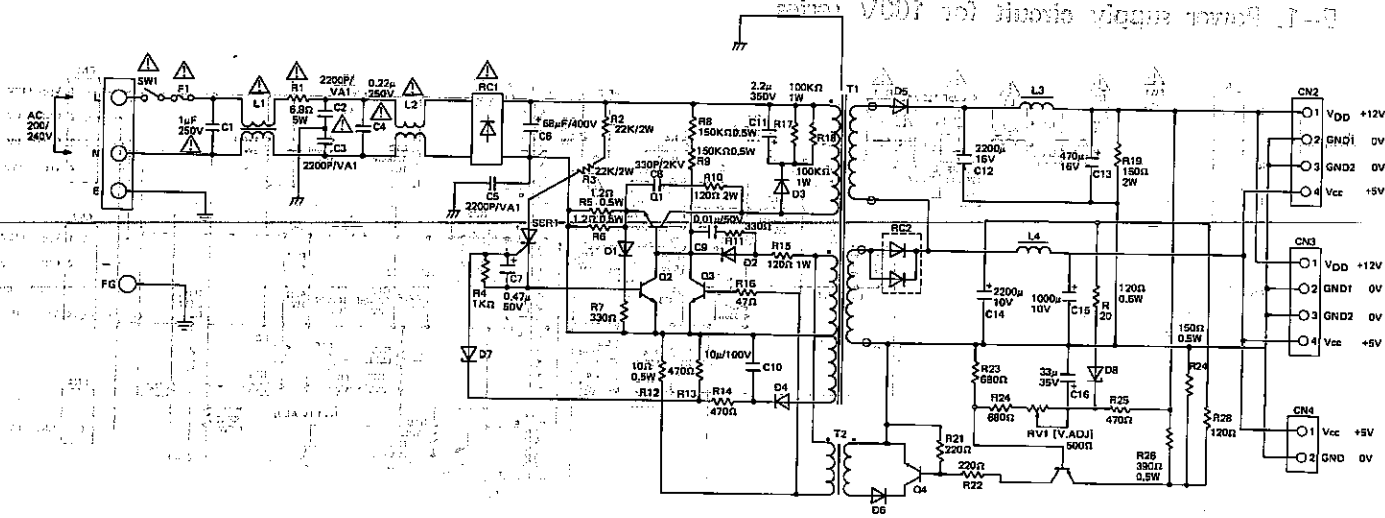 D-1. Power supply circuit for 100V series
AC
200/
240V
L
N
E
SW1
F1
1μF
250V
C1
L1
R1
6.8Ω
5W
2200P/
VA1
C2
C3
2200P/VA1
0.22μ
250V
C4
L2
RC1
68μF/400V
C6
C5
2200P/VA1
R2
22K/2W
R3
22K/2W
R8
150KΩ0.5W
150KΩ0.5W
R9
330P/2KV
C8
R10
120Ω 2W
Q1
1.2Ω
R5 0.5W
1.2Ω 0.5W
R6
0.01μ/50V
C9
330Ω
R11
D2
R15
120Ω 1W
2.2μ
350V
C11
100KΩ
1W
R17
R18
100KΩ
1W
D3
T1
SCR1
D1
R4
1KΩ
C7
0.47μ
50V
R7
330Ω
Q2
Q3
R16
47Ω
D7
10Ω
0.5W
R12
470Ω
R13
10μ/100V
C10
R14
470Ω
D4
FG
D5
L3
2200μ
16V
C12
470μ
16V
C13
R19
150Ω
2W
RC2
L4
2200μ
10V
C14
1000μ
10V
C15
120Ω
0.5W
R
20
150Ω
0.5W
R24
R23
680Ω
33μ
35V
C16
D8
R24
680Ω
RV1 [V.ADJ]
500Ω
R25
470Ω
R28
120Ω
T2
R21
220Ω
220Ω
R22
Q4
D6
R26
390Ω
0.5W
CN2
1 VDD +12V
2 GND1 0V
3 GND2 0V
4 Vcc +5V
CN3
1 VDD +12V
2 GND1 0V
3 GND2 0V
4 Vcc +5V
CN4
1 Vcc +5V
2 GND 0V